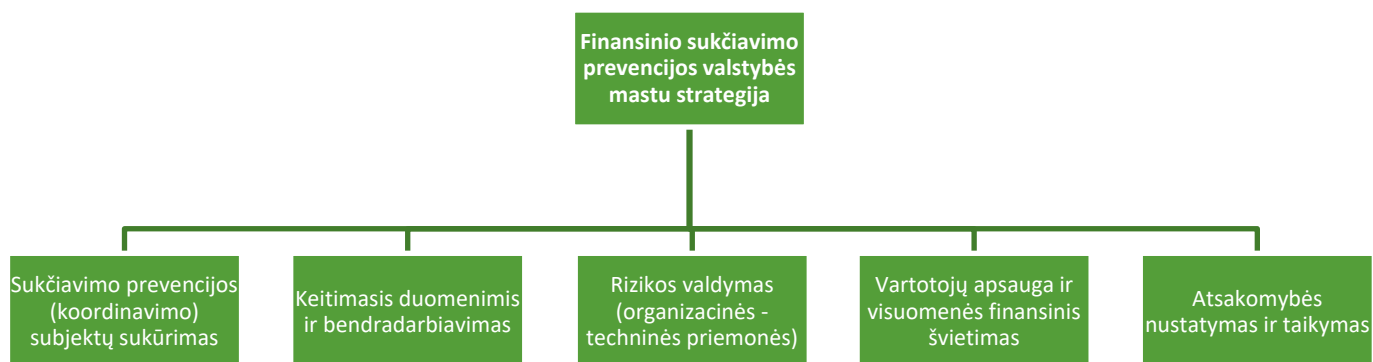 Finansinio sukčiavimo
prevencijos valstybės
mastu strategija
Sukčiavimo prevencijos
(koordinavimo)
subjektų sukūrimas
Keitimasis duomenimis
ir bendradarbiavimas
Rizikos valdymas
(organizacinės -
techninės priemonės)
Vartotojų apsauga ir
visuomenės finansinis
švietimas
Atsakomybės
nustatymas ir taikymas